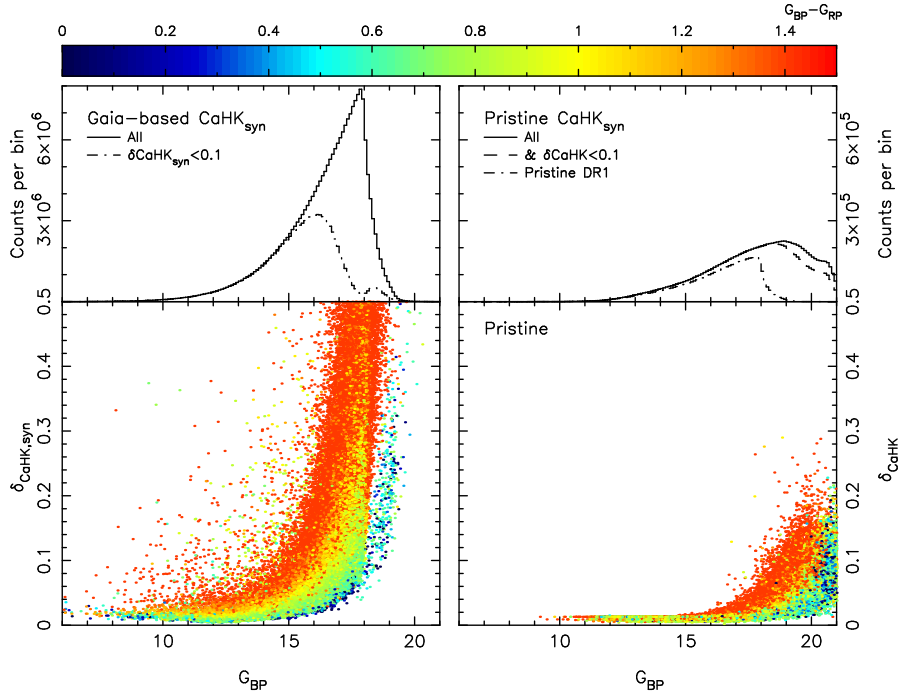 G_BP−G_RP
0 0.2 0.4 0.6 0.8 1 1.2 1.4
Gaia−based CaHK_syn
All
δCaHK_syn<0.1
Counts per bin
3×10^6 6×10^6
Pristine CaHK_syn
All
& δCaHK<0.1
Pristine DR1
Counts per bin
3×10^5 6×10^5
δ_CaHK,syn
0 0.1 0.2 0.3 0.4 0.5
10 15 20
G_BP
Pristine
δ_CaHK
0 0.1 0.2 0.3 0.4 0.5
10 15 20
G_BP